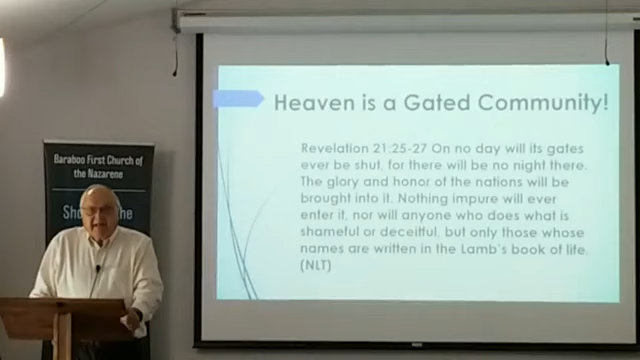 Heaven is a Gated Community!
Revelation 21:25-27 On no day will its gates
ever be shut, for there will be no night there.
The glory and honor of the nations will be
brought into it. Nothing impure will ever
enter it, nor will anyone who does what is
shameful or deceitful, but only those whose
names are written in the Lamb's book of life.
(NLT)
Baraboo First Church of
the Nazarene
the